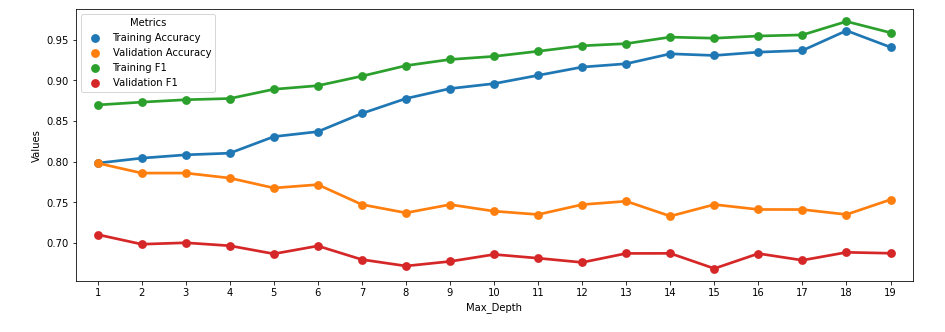 Metrics
Training Accuracy
Validation Accuracy
Training F1
Validation F1
0.95
0.90
0.85
0.80
0.75
0.70
Values
1 2 3 4 5 6 7 8 9 10 11 12 13 14 15 16 17 18 19
Max_Depth